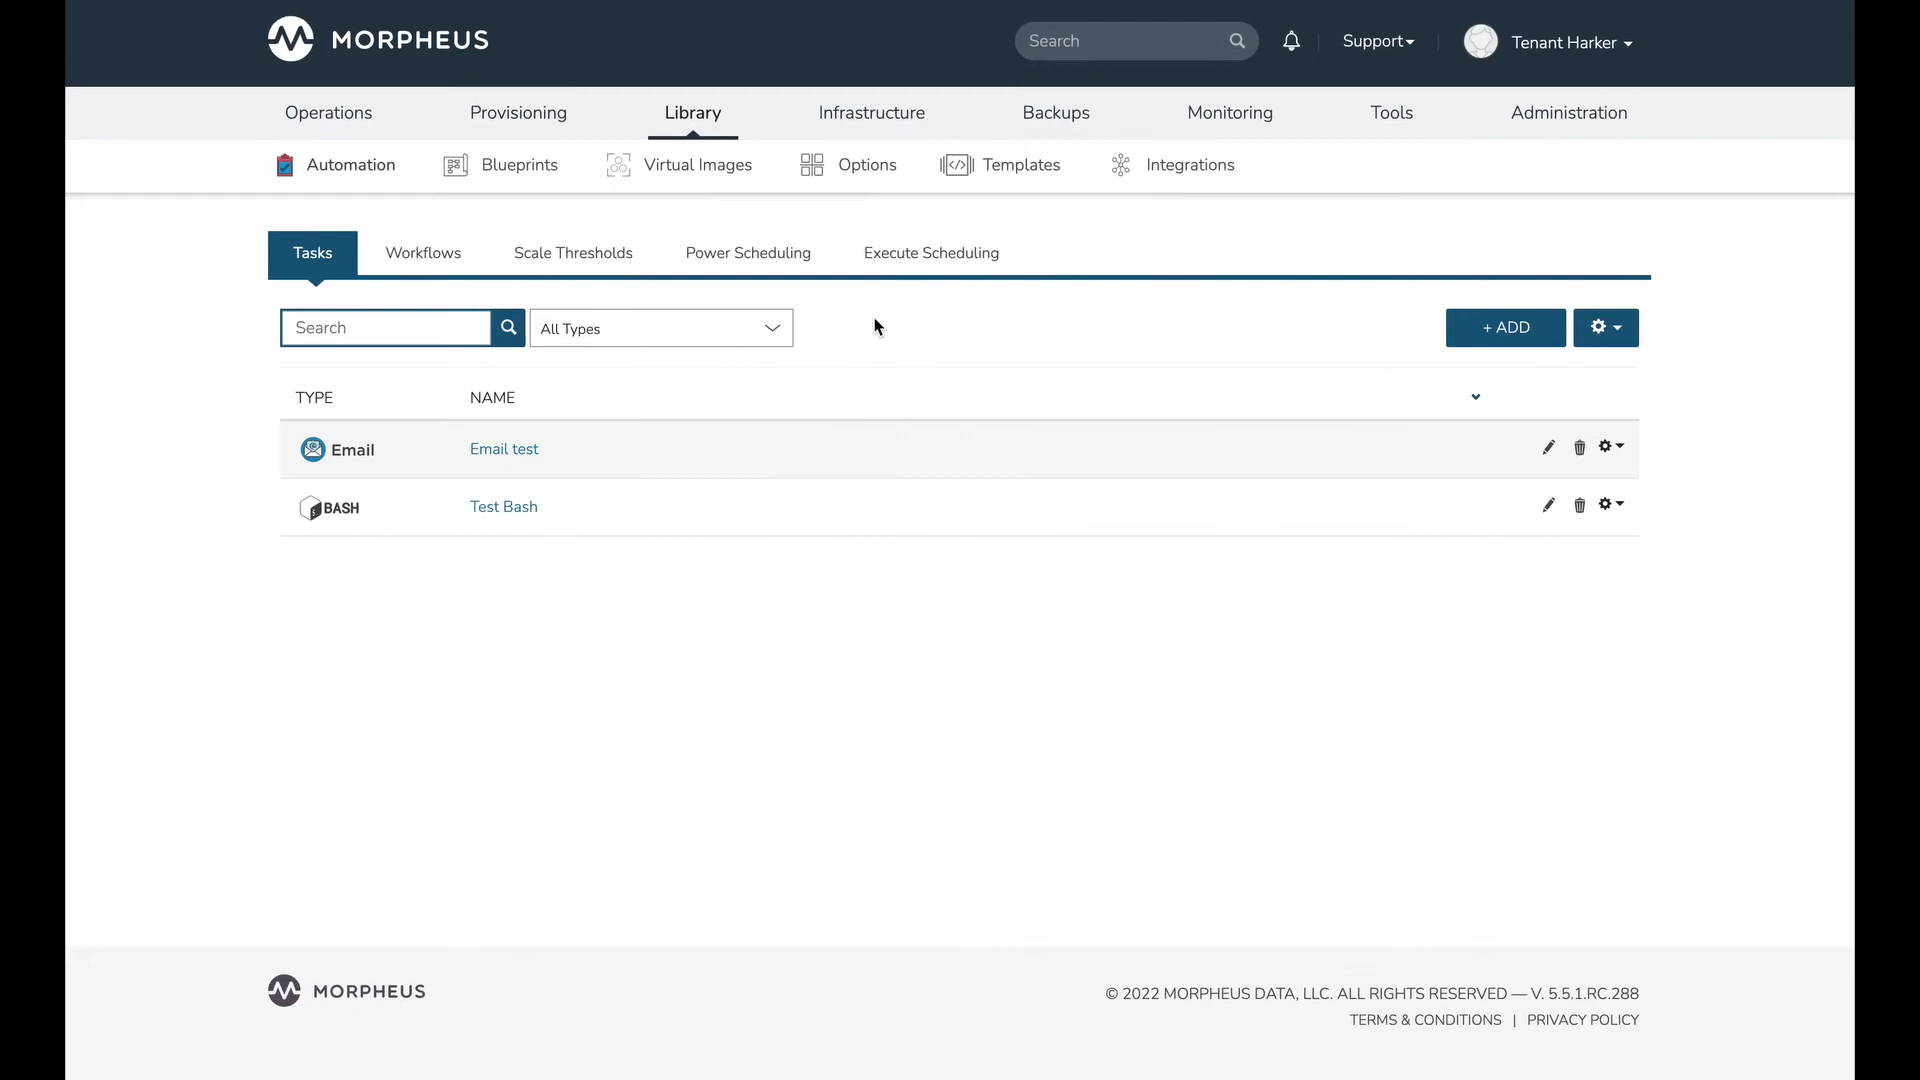 MORPHEUS
Search
Support
Tenant Harker
Operations
Provisioning
Library
Infrastructure
Backups
Monitoring
Tools
Administration
Automation
Blueprints
Virtual Images
Options
Templates
Integrations
Tasks
Workflows
Scale Thresholds
Power Scheduling
Execute Scheduling
Search
All Types
+ ADD
TYPE
NAME
Email
Email test
BASH
Test Bash
MORPHEUS
© 2022 MORPHEUS DATA, LLC. ALL RIGHTS RESERVED — V. 5.5.1.RC.288
TERMS & CONDITIONS | PRIVACY POLICY